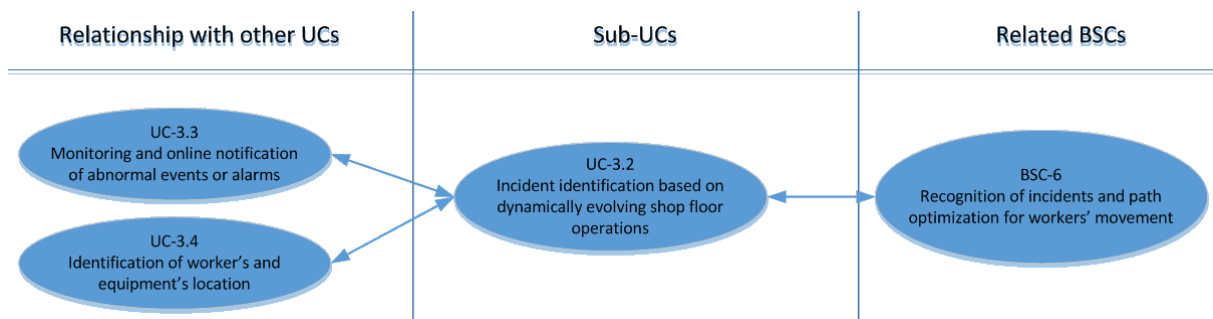 Relationship with other UCs
Sub-UCs
Related BSCs
UC-3.3
Monitoring and online notification
of abnormal events or alarms
UC-3.4
Identification of worker's and
equipment's location
UC-3.2
Incident identification based on
dynamically evolving shop floor
operations
BSC-6
Recognition of incidents and path
optimization for workers' movement